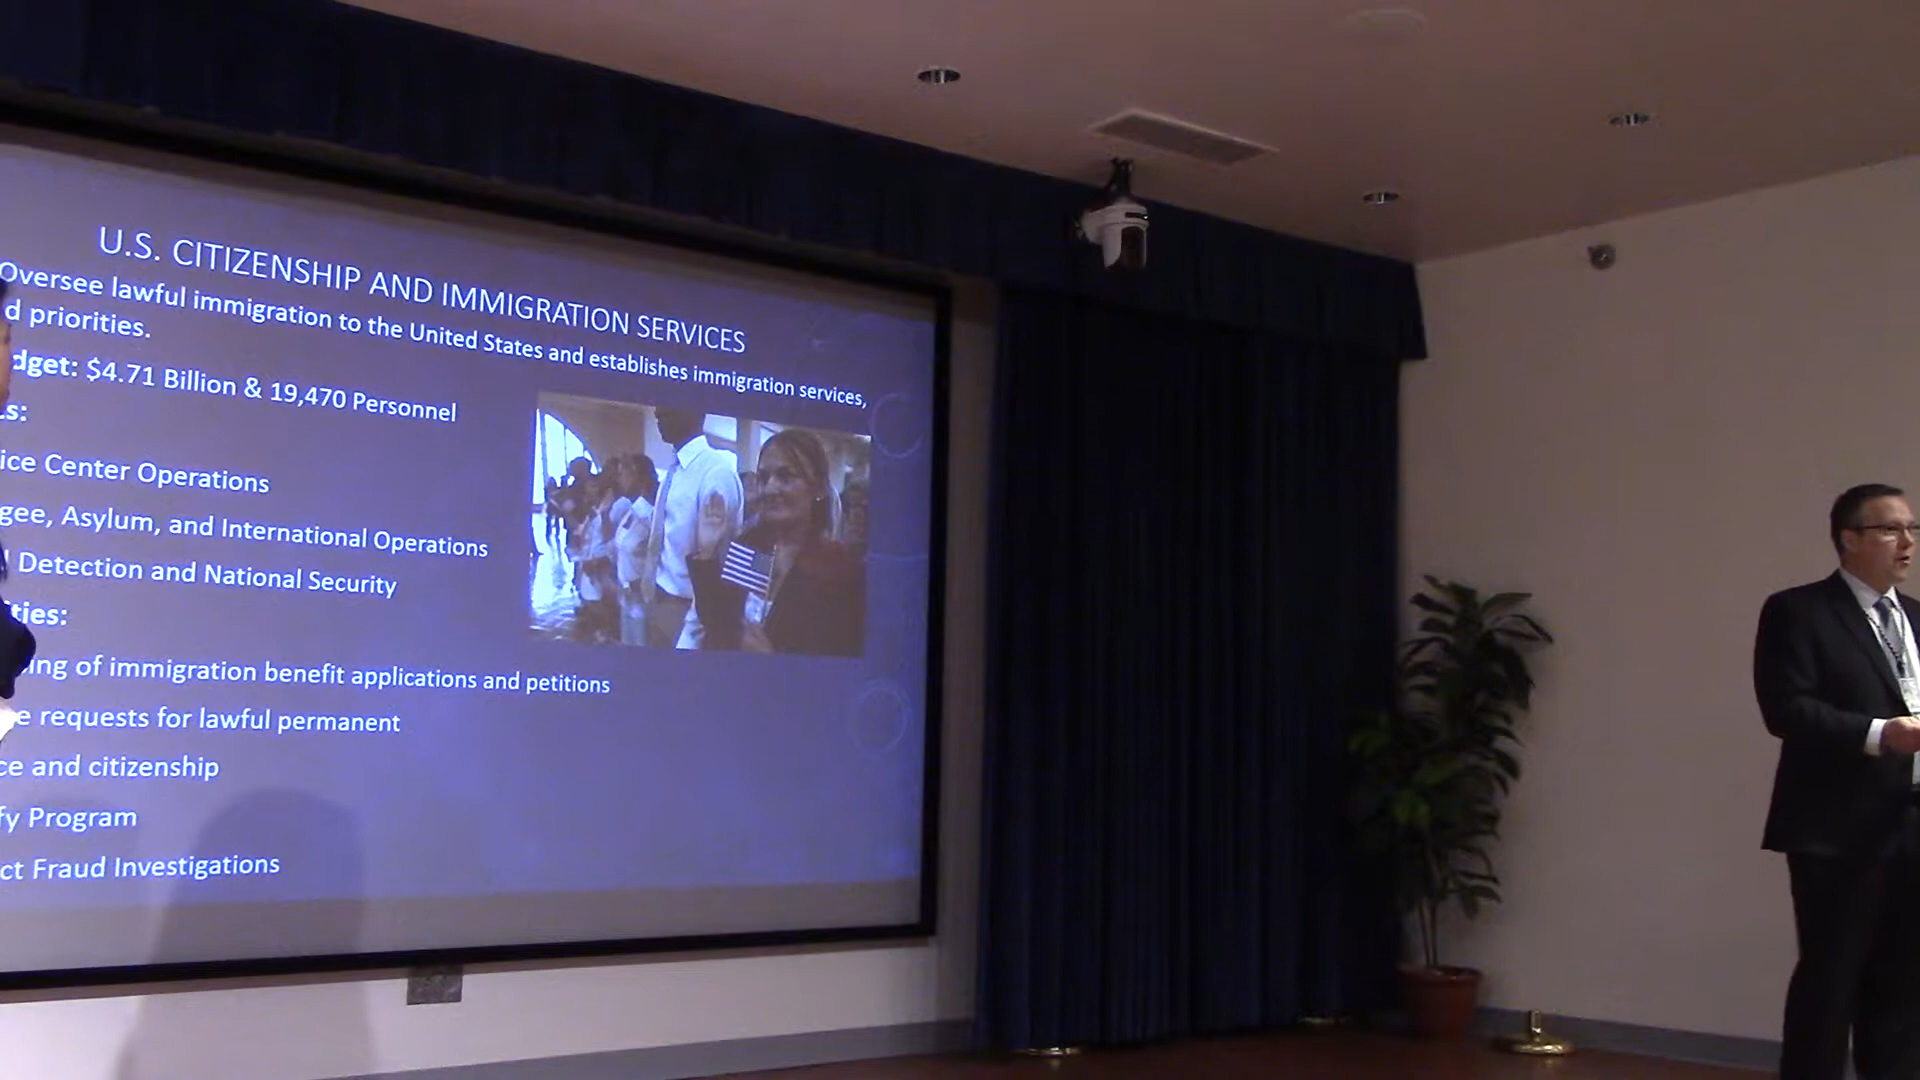 U.S. CITIZENSHIP AND IMMIGRATION SERVICES
Oversee lawful immigration to the United States and establishes immigration services,
d priorities.
dget: $4.71 Billion & 19,470 Personnel
s:
ice Center Operations
gee, Asylum, and International Operations
Detection and National Security
ties:
ing of immigration benefit applications and petitions
e requests for lawful permanent
ce and citizenship
fy Program
ct Fraud Investigations